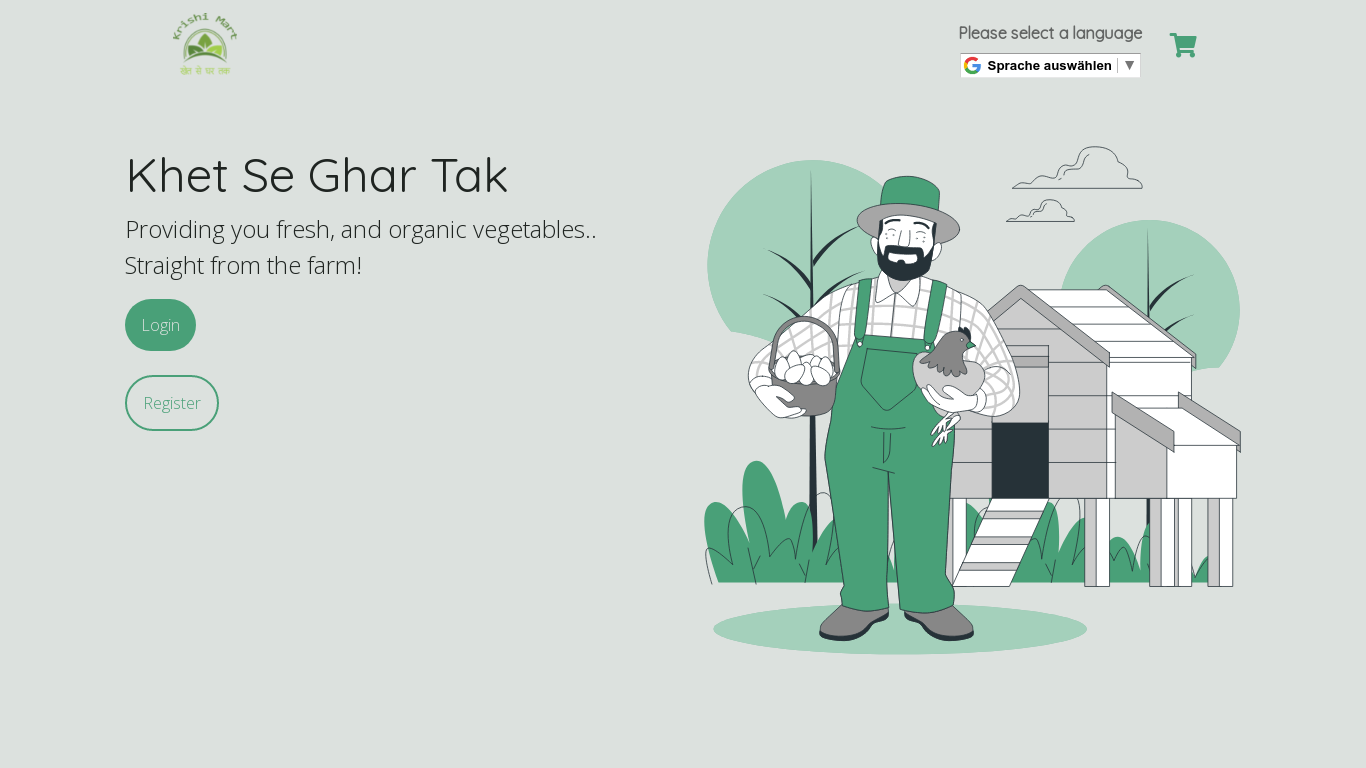 Krishi Mart
खेत से घर तक
Please select a language
Sprache auswählen
▼
Khet Se Ghar Tak
Providing you fresh, and organic vegetables..
Straight from the farm!
Login
Register